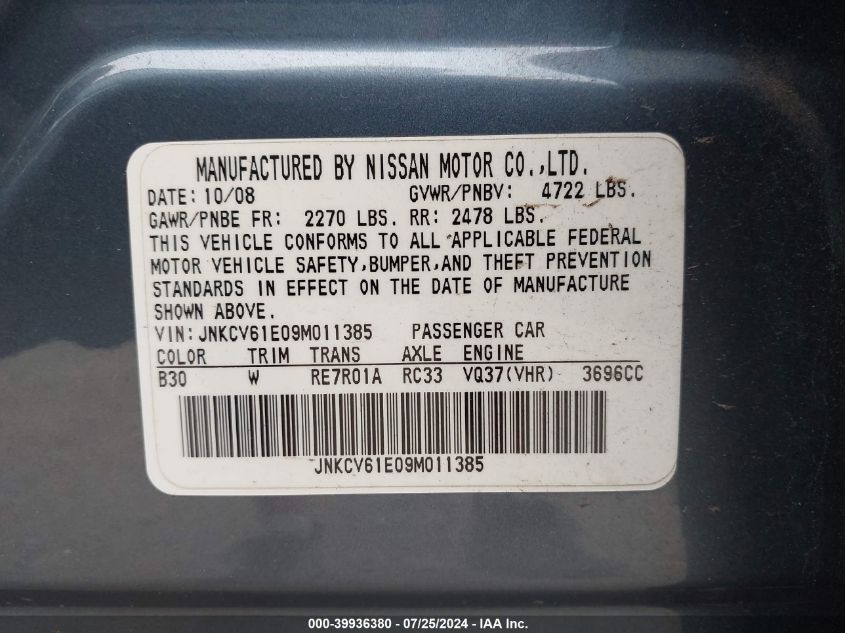 MANUFACTURED BY NISSAN MOTOR CO.,LTD.
DATE: 10/08 GVWR/PNBV: 4722 LBS.
GAWR/PNBE FR: 2270 LBS. RR: 2478 LBS.
THIS VEHICLE CONFORMS TO ALL APPLICABLE FEDERAL
MOTOR VEHICLE SAFETY,BUMPER,AND THEFT PREVENTION
STANDARDS IN EFFECT ON THE DATE OF MANUFACTURE
SHOWN ABOVE.
VIN: JNKCV61E09M011385 PASSENGER CAR
COLOR TRIM TRANS AXLE ENGINE
B30 W RE7R01A RC33 VQ37(VHR) 3696CC
JNKCV61E09M011385
000-39936380 / 07/25/2024 - IAA Inc.